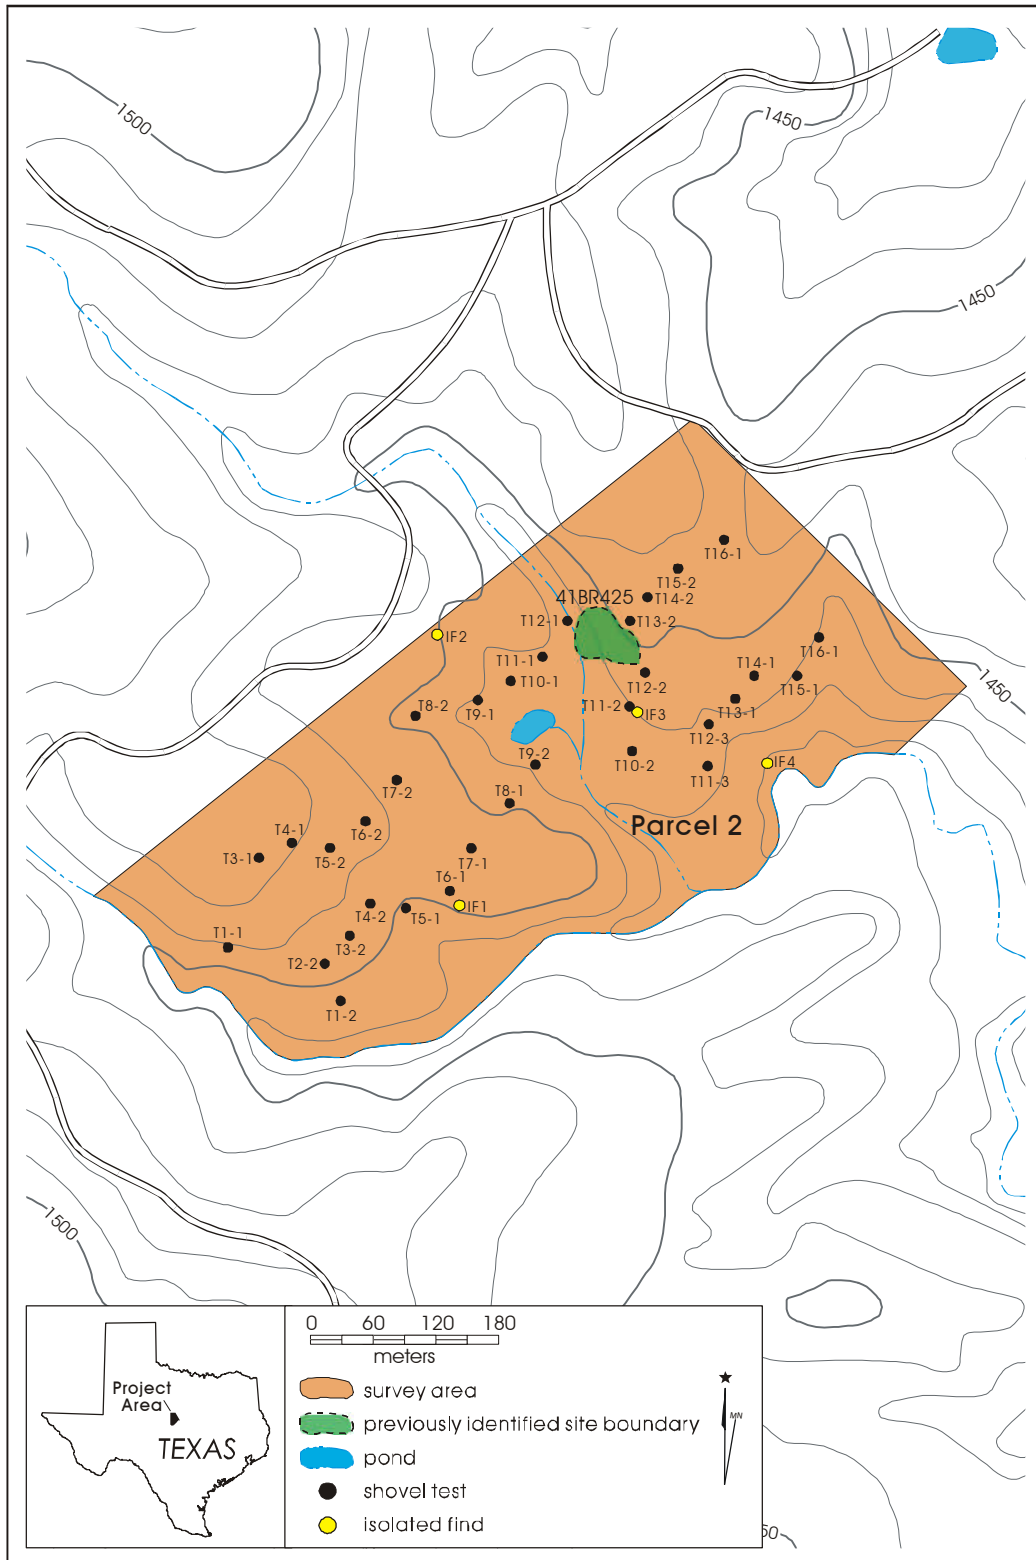 1500
1450
1450
T16-1
T15-2
41BR425
T14-2
T12-1
T13-2
IF2
T16-1
T11-1
T12-2
T14-1
T15-1
T10-1
1450
T9-1
T11-2
IF3
T13-1
T8-2
T12-3
T9-2
T10-2
IF4
T11-3
T7-2
T8-1
Parcel 2
T4-1
T6-2
T3-1
T5-2
T7-1
T6-1
T4-2
T5-1
IF1
T1-1
T3-2
T2-2
T1-2
1500
0 60 120 180
meters
Project
Area
TEXAS
survey area
previously identified site boundary
pond
shovel test
isolated find
MN
50